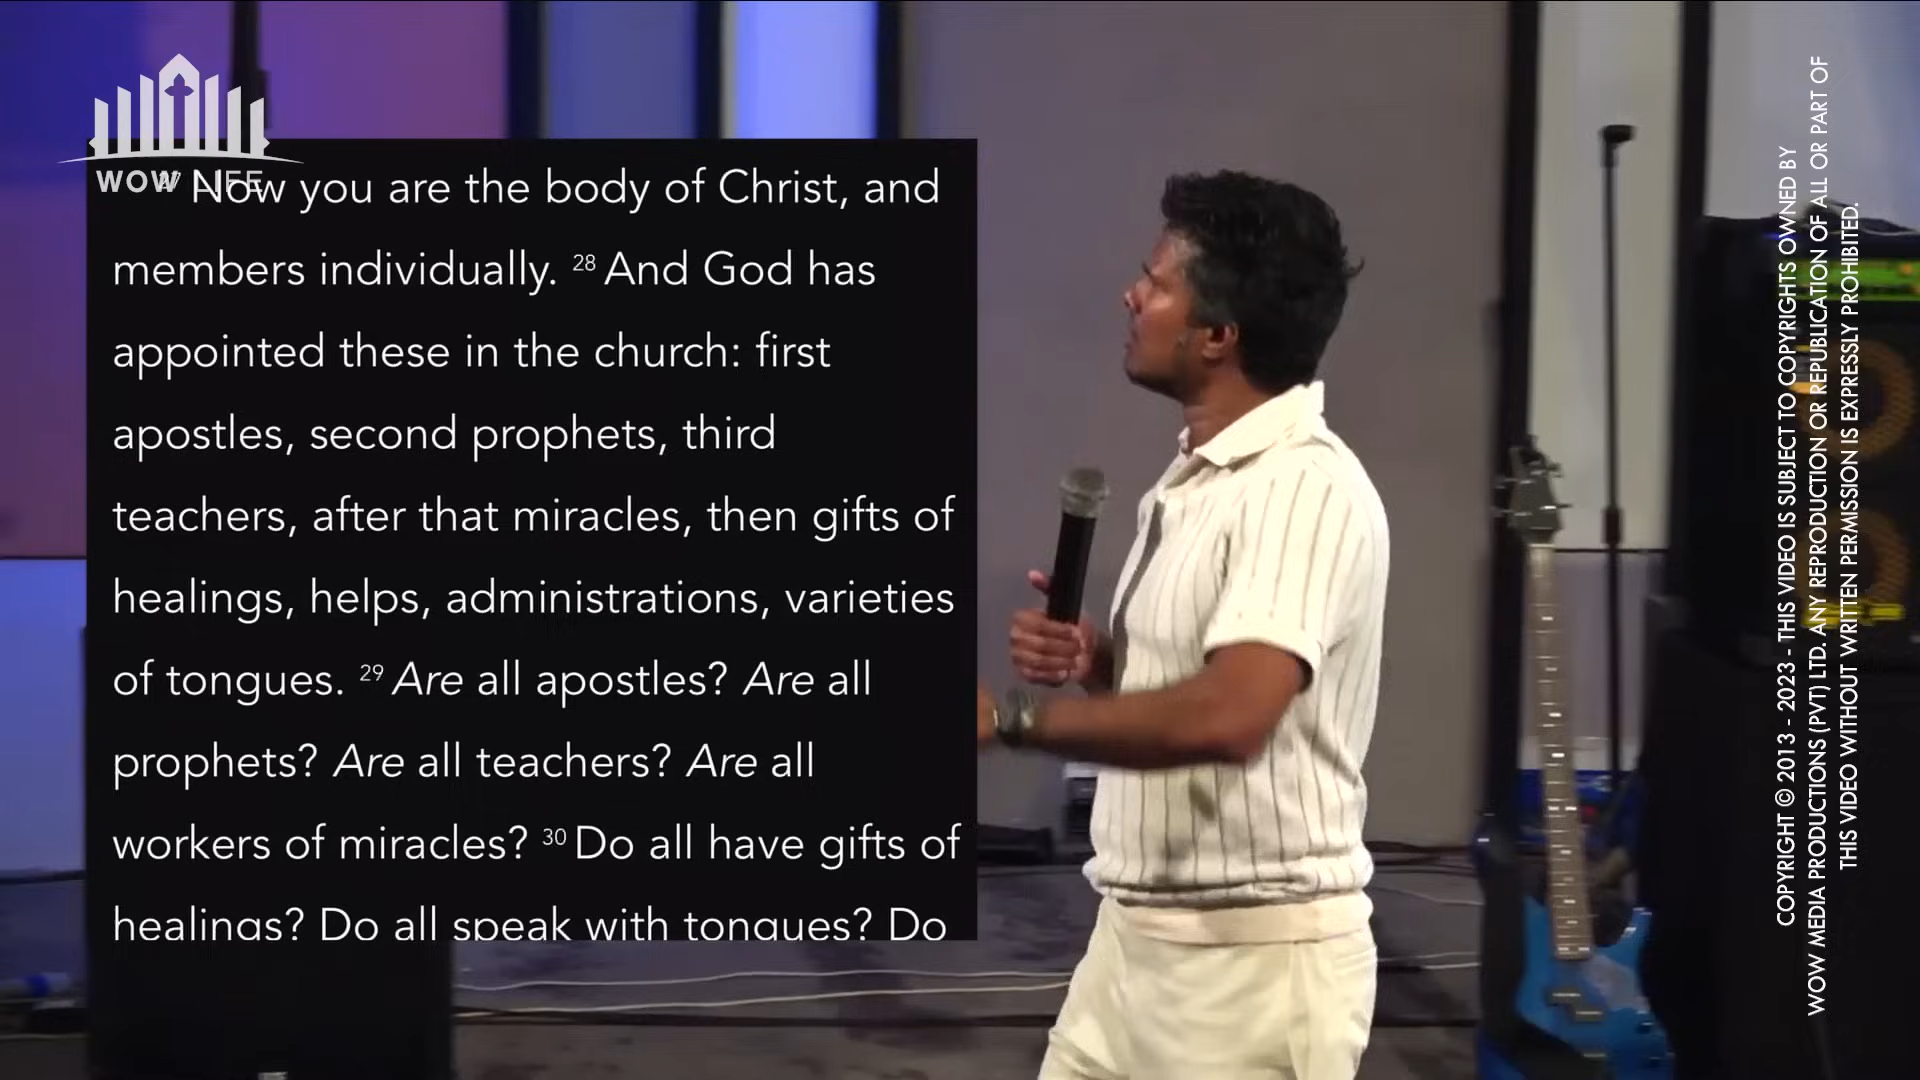 WOW LIFE
27 Now you are the body of Christ, and
members individually. 28 And God has
appointed these in the church: first
apostles, second prophets, third
teachers, after that miracles, then gifts of
healings, helps, administrations, varieties
of tongues. 29 Are all apostles? Are all
prophets? Are all teachers? Are all
workers of miracles? 30 Do all have gifts of
healings? Do all speak with tongues? Do
COPYRIGHT © 2013 - 2023 - THIS VIDEO IS SUBJECT TO COPYRIGHTS OWNED BY
WOW MEDIA PRODUCTIONS (PVT) LTD. ANY REPRODUCTION OR REPUBLICATION OF ALL OR PART OF
THIS VIDEO WITHOUT WRITTEN PERMISSION IS EXPRESSLY PROHIBITED.